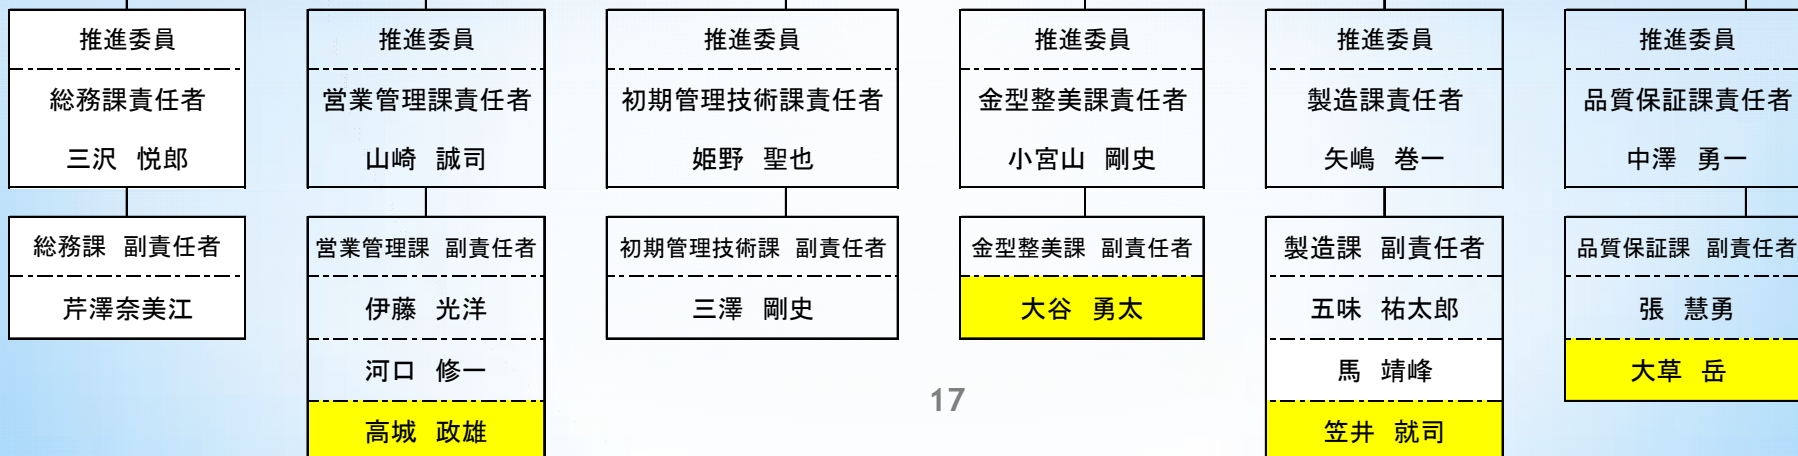 推進委員
総務課責任者
三沢 悦郎
総務課 副責任者
芹澤奈美江
推進委員
営業管理課責任者
山崎 誠司
営業管理課 副責任者
伊藤 光洋
河口 修一
高城 政雄
推進委員
初期管理技術課責任者
姫野 聖也
初期管理技術課 副責任者
三澤 剛史
推進委員
金型整美課責任者
小宮山 剛史
金型整美課 副責任者
大谷 勇太
推進委員
製造課責任者
矢嶋 巻一
製造課 副責任者
五味 祐太郎
馬 靖峰
笠井 就司
推進委員
品質保証課責任者
中澤 勇一
品質保証課 副責任者
張 慧勇
大草 岳
17